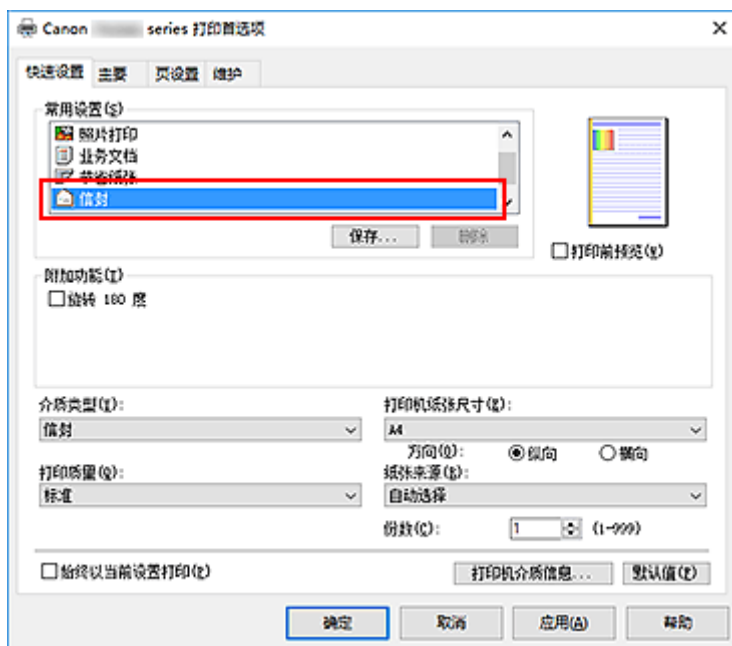 Canon series 打印首选项
快速设置 主要 页设置 维护
常用设置(S)
照片打印
业务文档
节省纸张
信封
保存... 删除
打印前预览(W)
附加功能(T)
旋转 180 度
介质类型(Y): 打印机纸张尺寸(Z):
信封 A4
方向(O): 纵向 横向
打印质量(Q): 纸张来源(B):
标准 自动选择
份数(C): 1 (1-999)
始终以当前设置打印(R)
打印机介质信息... 默认值(F)
确定 取消 应用(A) 帮助